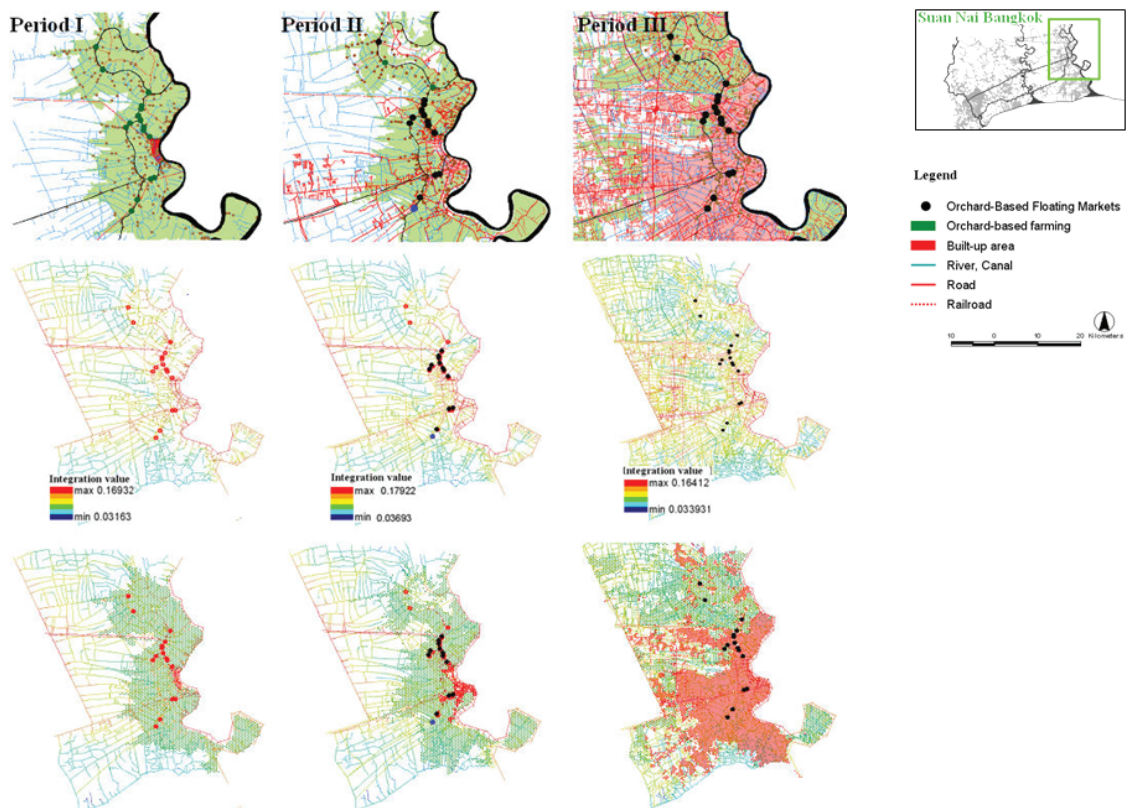 Period I
Period II
Period III
Suan Nai Bangkok
Legend
Orchard-Based Floating Markets
Orchard-based farming
Built-up area
River, Canal
Road
Railroad
10 0 10 20
Kilometers
Integration value
max 0.16932
min 0.03163
Integration value
max 0.17922
min 0.03693
Integration value
max 0.16412
min 0.033931